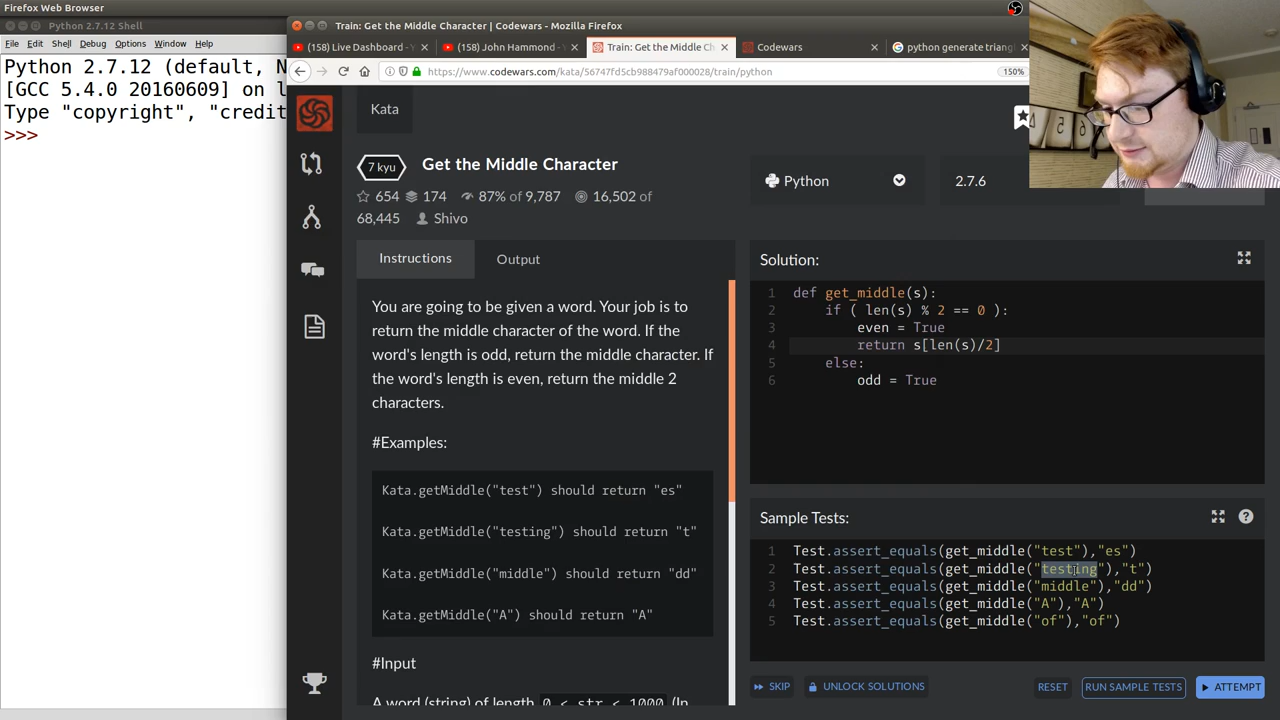 Firefox Web Browser
Python 2.7.12 Shell
File Edit Shell Debug Options Window Help
Python 2.7.12 (default, N
[GCC 5.4.0 20160609] on l
Type "copyright", "credit
>>>
Train: Get the Middle Character | Codewars - Mozilla Firefox
(158) Live Dashboard - Y
(158) John Hammond - Y
Train: Get the Middle Ch
Codewars
python generate triang
https://www.codewars.com/kata/56747fd5cb988479af000028/train/python
150%
Kata
7 kyu
Get the Middle Character
654 174 87% of 9,787 16,502 of
68,445 Shivo
Python
2.7.6
Instructions
Output
You are going to be given a word. Your job is to
return the middle character of the word. If the
word's length is odd, return the middle character. If
the word's length is even, return the middle 2
characters.
#Examples:
Kata.getMiddle("test") should return "es"
Kata.getMiddle("testing") should return "t"
Kata.getMiddle("middle") should return "dd"
Kata.getMiddle("A") should return "A"
#Input
A word (string) of length 0 < str < 1000 (In
Solution:
1 def get_middle(s):
2 if ( len(s) % 2 == 0 ):
3 even = True
4 return s[len(s)/2]
5 else:
6 odd = True
Sample Tests:
1 Test.assert_equals(get_middle("test"),"es")
2 Test.assert_equals(get_middle("testing"),"t")
3 Test.assert_equals(get_middle("middle"),"dd")
4 Test.assert_equals(get_middle("A"),"A")
5 Test.assert_equals(get_middle("of"),"of")
SKIP
UNLOCK SOLUTIONS
RESET
RUN SAMPLE TESTS
ATTEMPT